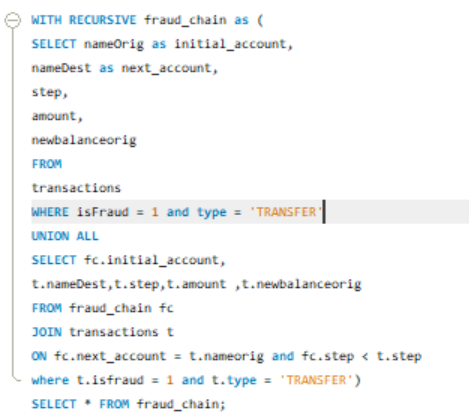 WITH RECURSIVE fraud_chain as (
SELECT nameOrig as initial_account,
nameDest as next_account,
step,
amount,
newbalanceorig
FROM
transactions
WHERE isFraud = 1 and type = 'TRANSFER'
UNION ALL
SELECT fc.initial_account,
t.nameDest,t.step,t.amount ,t.newbalanceorig
FROM fraud_chain fc
JOIN transactions t
ON fc.next_account = t.nameorig and fc.step < t.step
where t.isfraud = 1 and t.type = 'TRANSFER')
SELECT * FROM fraud_chain;